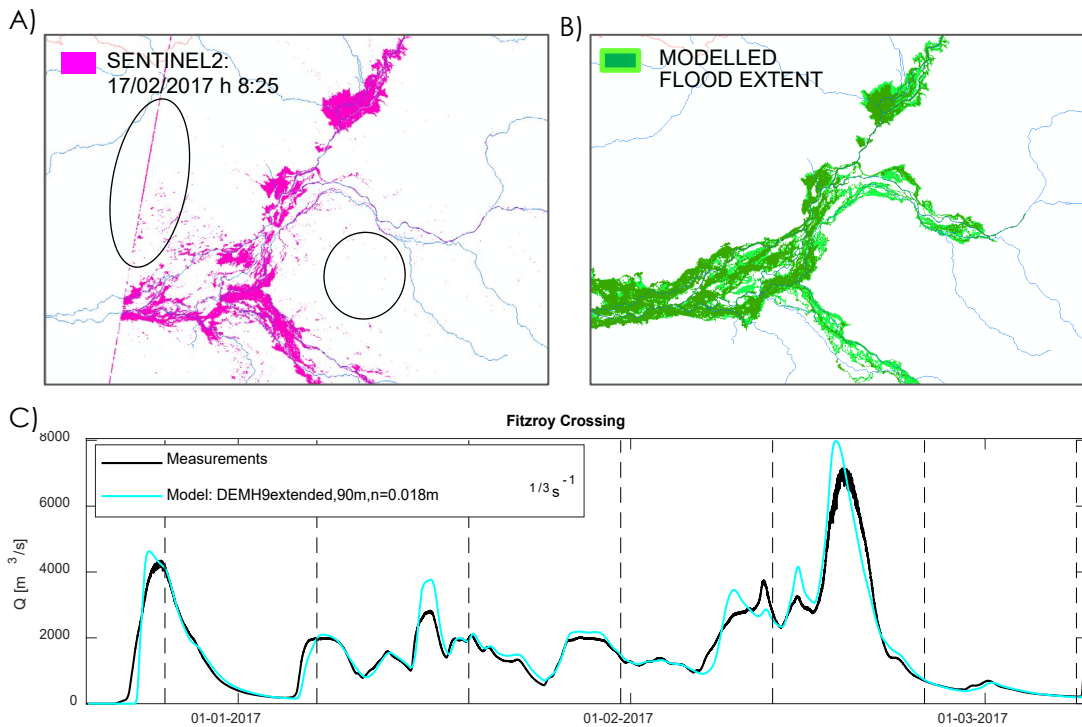 A)
SENTINEL2:
17/02/2017 h 8:25
B)
MODELLED
FLOOD EXTENT
C)
Fitzroy Crossing
8000
6000
4000
2000
0
Q [m³/s]
Measurements
Model: DEMH9extended,90m,n=0.018m 1/3 s⁻¹
01-01-2017
01-02-2017
01-03-2017